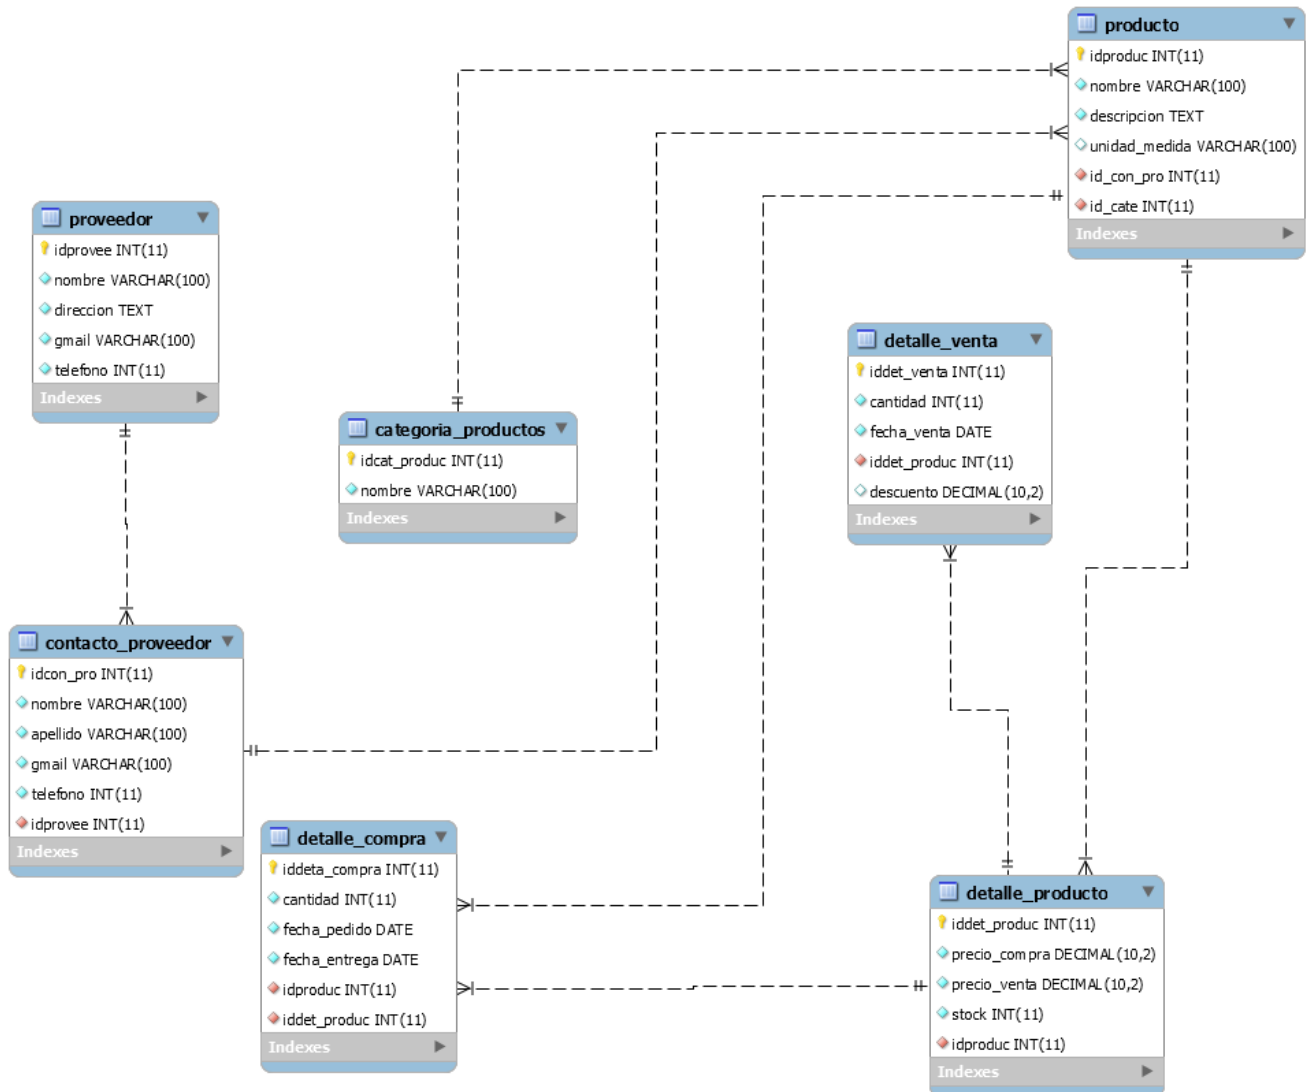 producto
idproduc INT(11)
nombre VARCHAR(100)
descripcion TEXT
unidad_medida VARCHAR(100)
id_con_pro INT(11)
id_cate INT(11)
Indexes
proveedor
idprovee INT(11)
nombre VARCHAR(100)
direccion TEXT
gmail VARCHAR(100)
telefono INT(11)
Indexes
detalle_venta
iddet_venta INT(11)
cantidad INT(11)
fecha_venta DATE
iddet_produc INT(11)
descuento DECIMAL(10,2)
Indexes
categoria_productos
idcat_produc INT(11)
nombre VARCHAR(100)
Indexes
contacto_proveedor
idcon_pro INT(11)
nombre VARCHAR(100)
apellido VARCHAR(100)
gmail VARCHAR(100)
telefono INT(11)
idprovee INT(11)
Indexes
detalle_compra
iddeta_compra INT(11)
cantidad INT(11)
fecha_pedido DATE
fecha_entrega DATE
idproduc INT(11)
iddet_produc INT(11)
Indexes
detalle_producto
iddet_produc INT(11)
precio_compra DECIMAL(10,2)
precio_venta DECIMAL(10,2)
stock INT(11)
idproduc INT(11)
Indexes